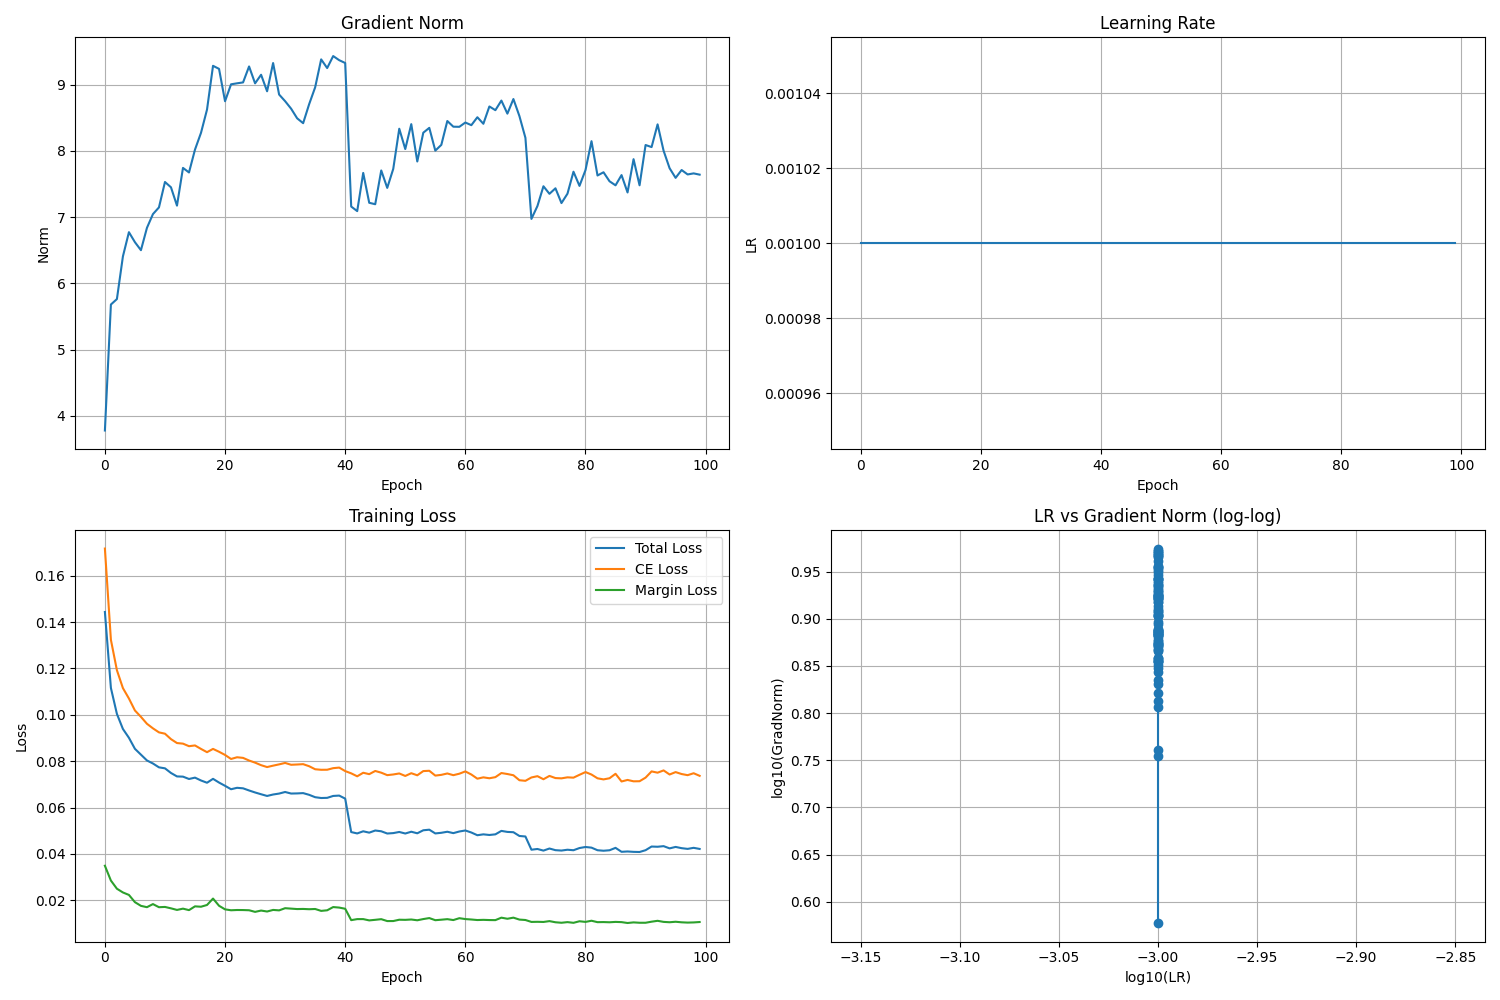 Gradient Norm
9
8
7
6
5
4
Norm
0 20 40 60 80 100
Epoch
Learning Rate
0.00104
0.00102
0.00100
0.00098
0.00096
LR
0 20 40 60 80 100
Epoch
Training Loss
Total Loss
CE Loss
Margin Loss
0.16
0.14
0.12
0.10
0.08
0.06
0.04
0.02
Loss
0 20 40 60 80 100
Epoch
LR vs Gradient Norm (log-log)
0.95
0.90
0.85
0.80
0.75
0.70
0.65
0.60
log10(GradNorm)
−3.15 −3.10 −3.05 −3.00 −2.95 −2.90 −2.85
log10(LR)